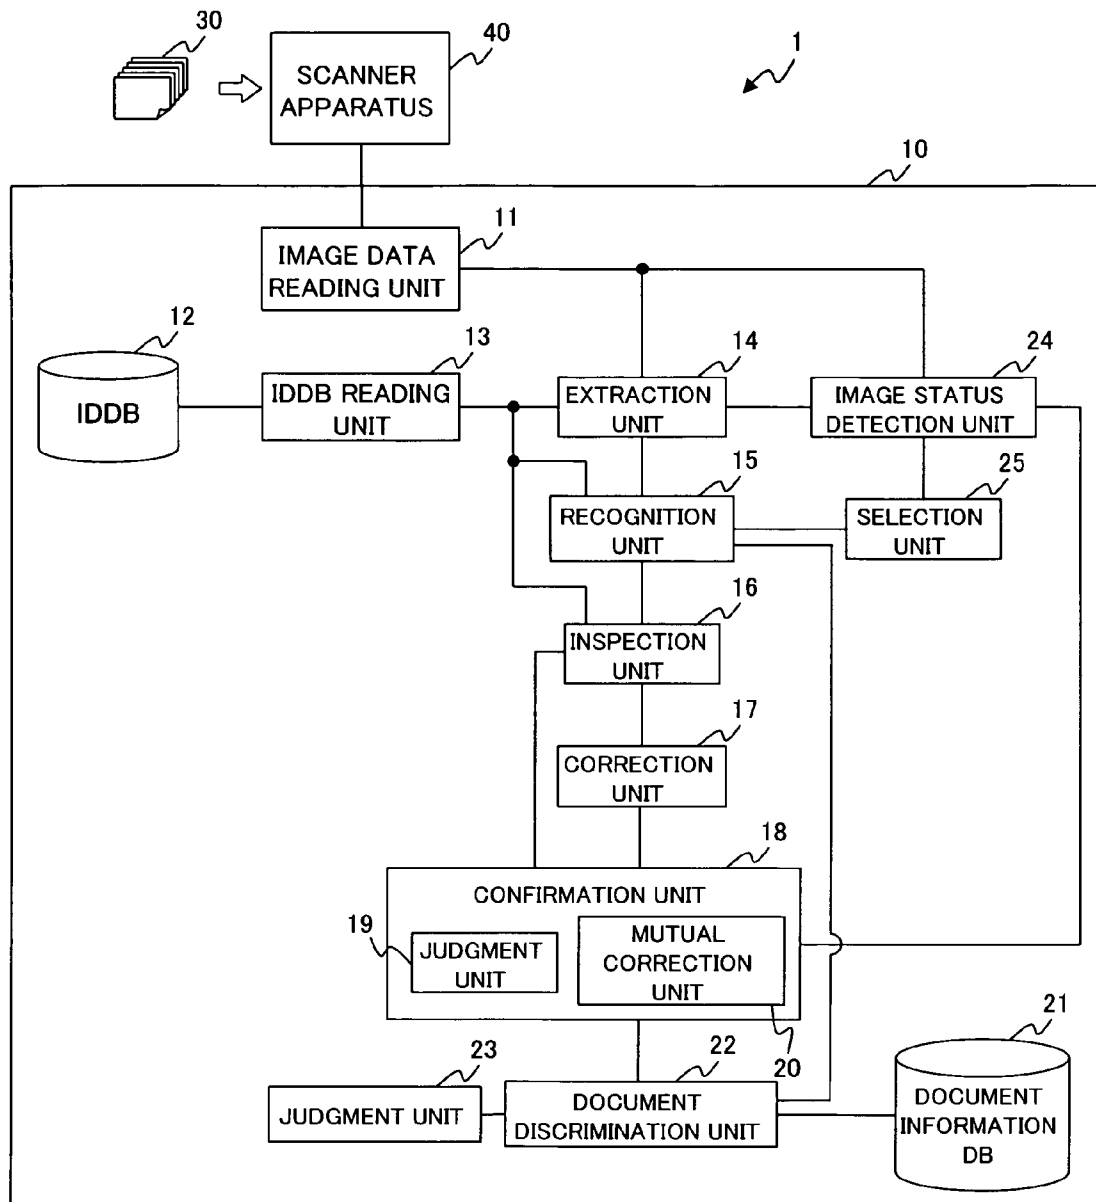 30
40
1
SCANNER
APPARATUS
10
11
IMAGE DATA
READING UNIT
12
13
14
24
IDDB
IDDB READING
UNIT
EXTRACTION
UNIT
IMAGE STATUS
DETECTION UNIT
15
25
RECOGNITION
UNIT
SELECTION
UNIT
16
INSPECTION
UNIT
17
CORRECTION
UNIT
18
CONFIRMATION UNIT
19
JUDGMENT
UNIT
MUTUAL
CORRECTION
UNIT
20
21
23
22
JUDGMENT UNIT
DOCUMENT
DISCRIMINATION UNIT
DOCUMENT
INFORMATION
DB